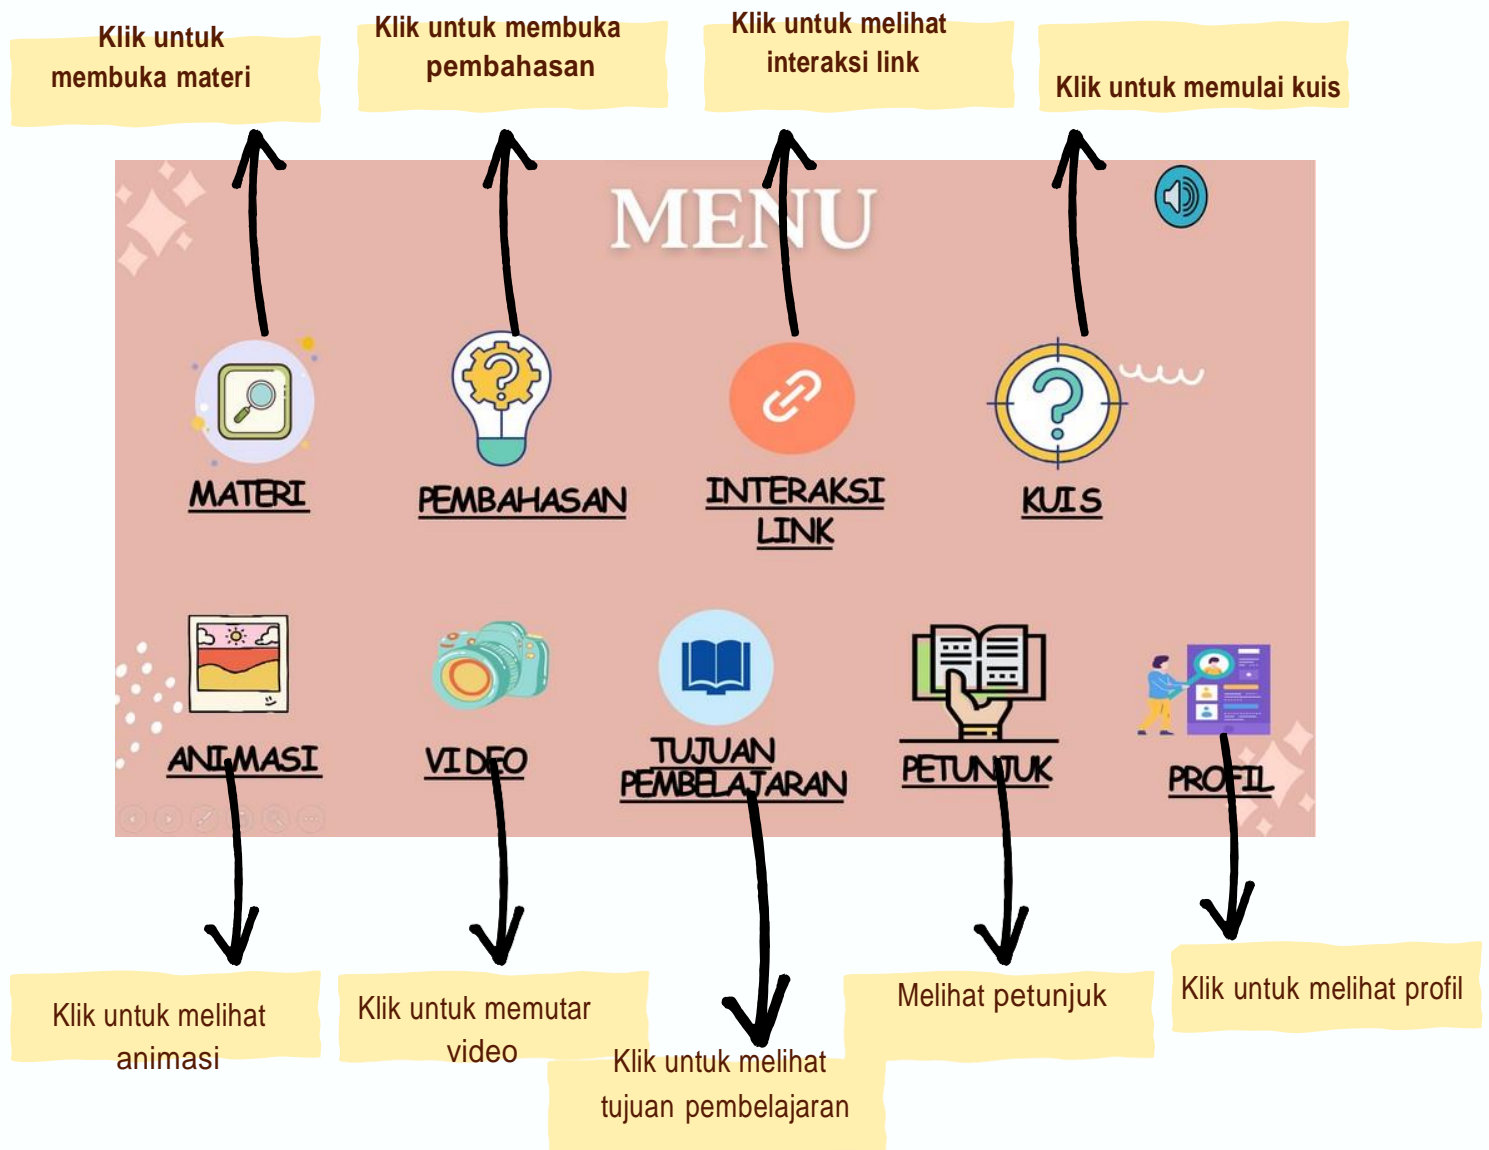 Klik untuk
membuka materi
Klik untuk membuka
pembahasan
Klik untuk melihat
interaksi link
Klik untuk memulai kuis
MENU
MATERI
PEMBAHASAN
INTERAKSI
LINK
KUIS
ANIMASI
VIDEO
TUJUAN
PEMBELAJARAN
PETUNJUK
PROFIL
Klik untuk melihat
animasi
Klik untuk memutar
video
Klik untuk melihat
tujuan pembelajaran
Melihat petunjuk
Klik untuk melihat profil